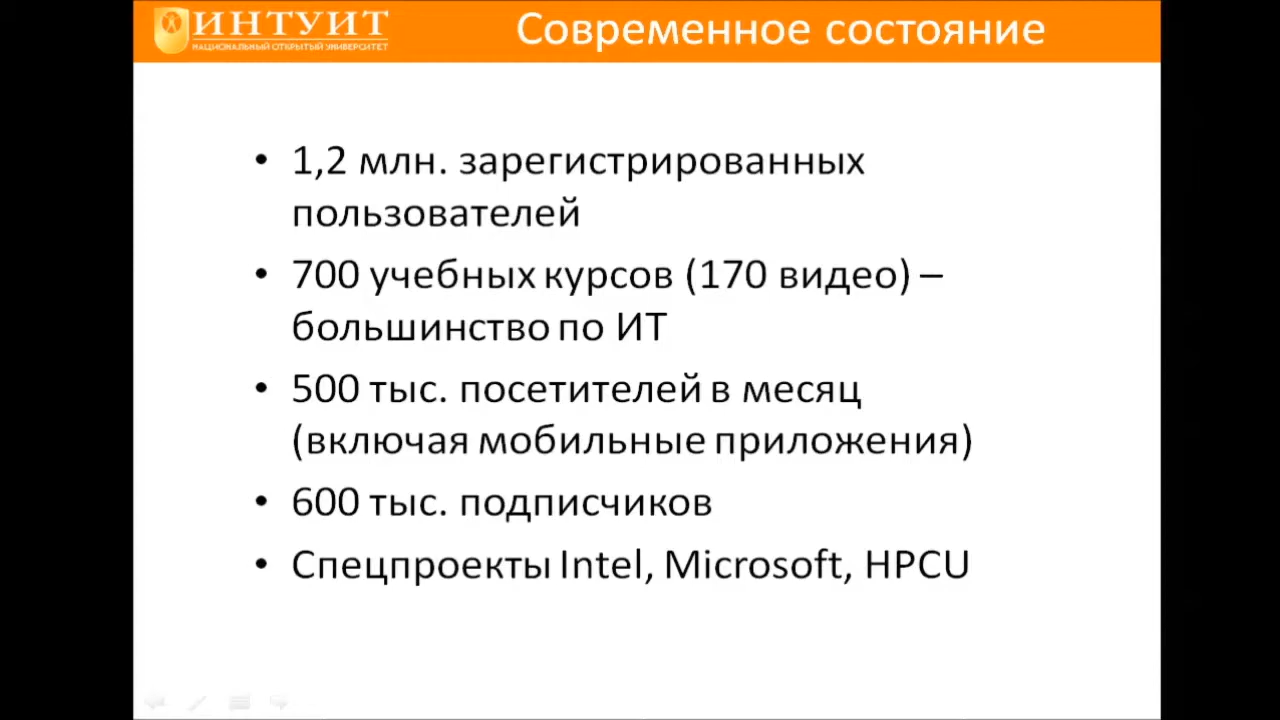 ИНТУИТ
НАЦИОНАЛЬНЫЙ ОТКРЫТЫЙ УНИВЕРСИТЕТ
Современное состояние
• 1,2 млн. зарегистрированных
пользователей
• 700 учебных курсов (170 видео) –
большинство по ИТ
• 500 тыс. посетителей в месяц
(включая мобильные приложения)
• 600 тыс. подписчиков
• Спецпроекты Intel, Microsoft, HPCU